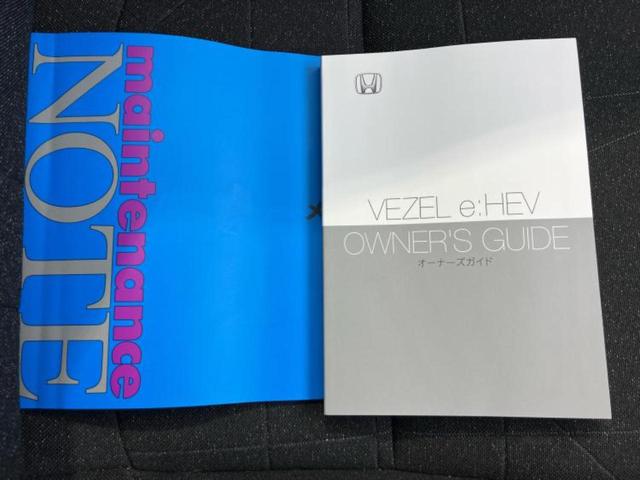 maintenance
NOTE
VEZEL e:HEV
OWNER'S GUIDE
オーナーズガイド